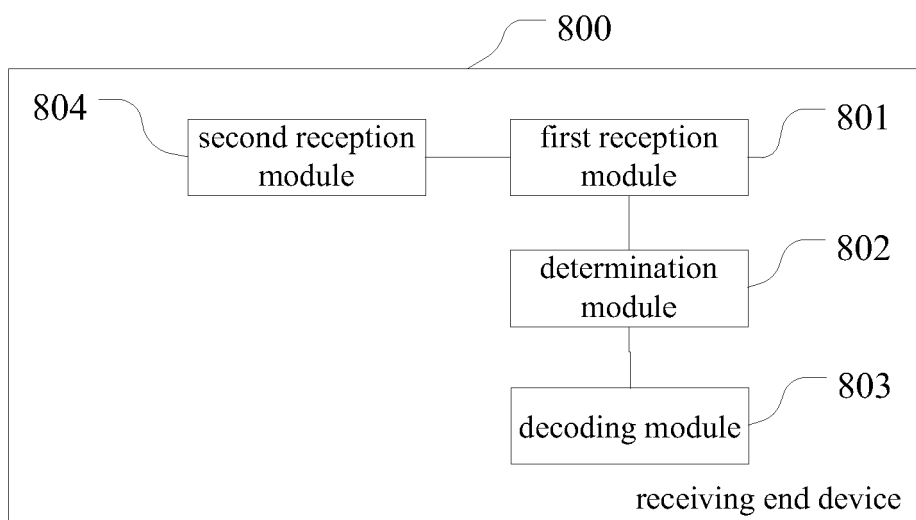 800
804
second reception
module
first reception
module
801
determination
module
802
decoding module
803
receiving end device